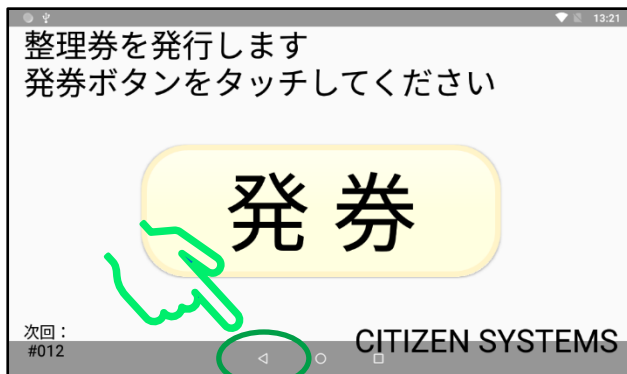 13:21
整理券を発行します
発券ボタンをタッチしてください
発券
次回：
#012
CITIZEN SYSTEMS